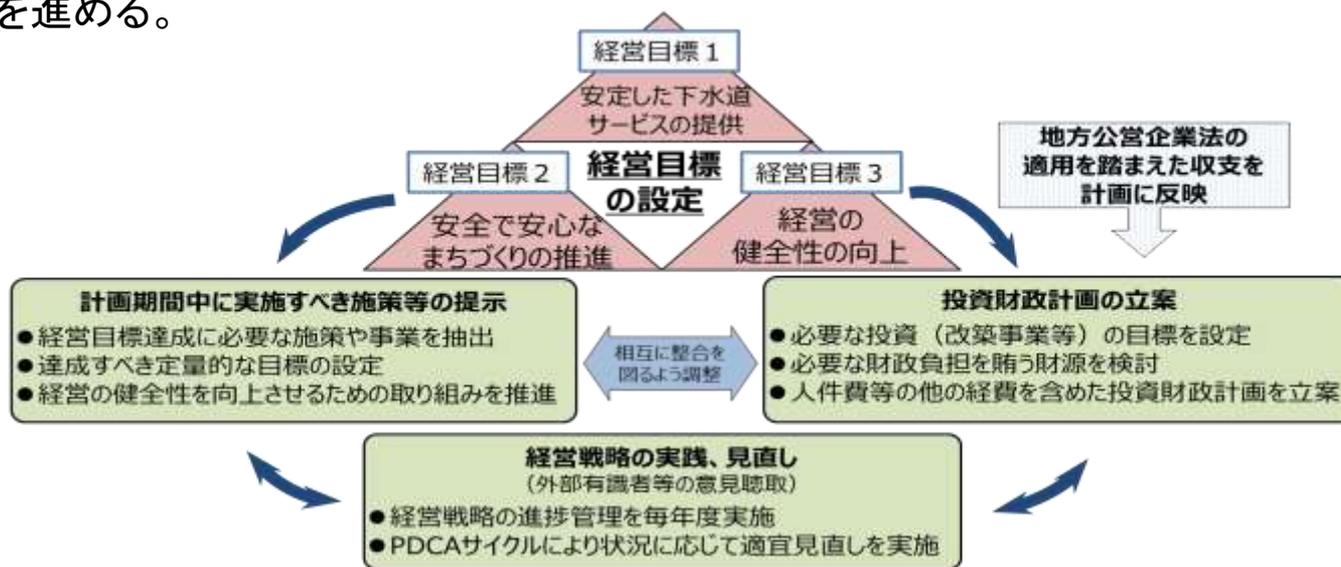 を進める。
経営目標１
安定した下水道
サービスの提供
経営目標２
経営目標
の設定
経営目標３
安全で安心な
まちづくりの推進
経営の
健全性の向上
地方公営企業法の
適用を踏まえた収支を
計画に反映
計画期間中に実施すべき施策等の提示
●経営目標達成に必要な施策や事業を抽出
●達成すべき定量的な目標の設定
●経営の健全性を向上させるための取り組みを推進
相互に整合を
図るよう調整
投資財政計画の立案
●必要な投資（改築事業等）の目標を設定
●必要な財政負担を賄う財源を検討
●人件費等の他の経費を含めた投資財政計画を立案
経営戦略の実践、見直し
（外部有識者等の意見聴取）
●経営戦略の進捗管理を毎年度実施
●PDCAサイクルにより状況に応じて適宜見直しを実施